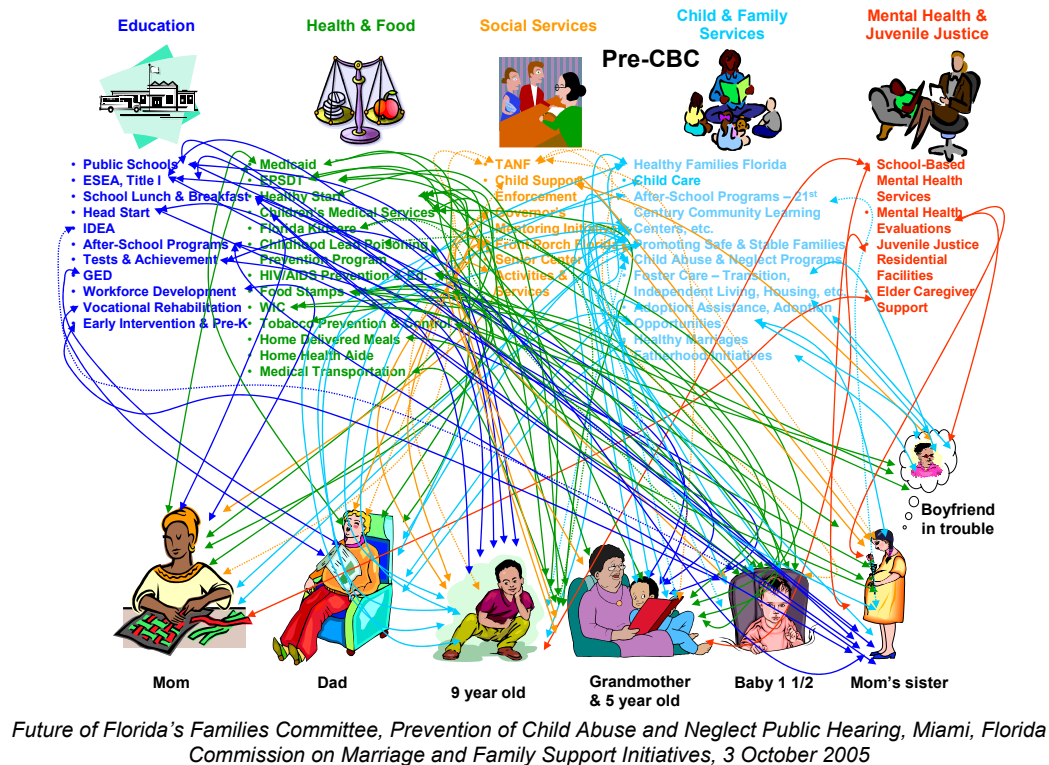 Education
Health & Food
Social Services
Child & Family
Services
Mental Health &
Juvenile Justice
Pre-CBC
• Public Schools
• ESEA, Title I
• School Lunch & Breakfast
• Head Start
• IDEA
• After-School Programs
• Tests & Achievement
• GED
• Workforce Development
• Vocational Rehabilitation
• Early Intervention & Pre-K
• Medicaid
• EPSDT
• Healthy Start
• Children's Medical Services
• Florida Kidcare
• Childhood Lead Poisoning
Prevention Program
• HIV/AIDS Prevention & Ed.
• Food Stamps
• WIC
• Tobacco Prevention & Control
• Home Delivered Meals
• Home Health Aide
• Medical Transportation
• TANF
• Child Support
Enforcement
• Governor's
Mentoring Initiative
• Front Porch Florida
• Senior Center
Activities &
Services
• Healthy Families Florida
• Child Care
• After-School Programs – 21st
Century Community Learning
Centers, etc.
• Promoting Safe & Stable Families
• Child Abuse & Neglect Programs
• Foster Care – Transition,
Independent Living, Housing, etc
• Adoption Assistance, Adoption
Opportunities
• Healthy Marriages
• Fatherhood Initiatives
• School-Based
Mental Health
Services
• Mental Health
Evaluations
• Juvenile Justice
• Residential
Facilities
• Elder Caregiver
Support
Boyfriend
in trouble
Mom
Dad
9 year old
Grandmother
& 5 year old
Baby 1 1/2
Mom's sister
Future of Florida's Families Committee, Prevention of Child Abuse and Neglect Public Hearing, Miami, Florida
Commission on Marriage and Family Support Initiatives, 3 October 2005